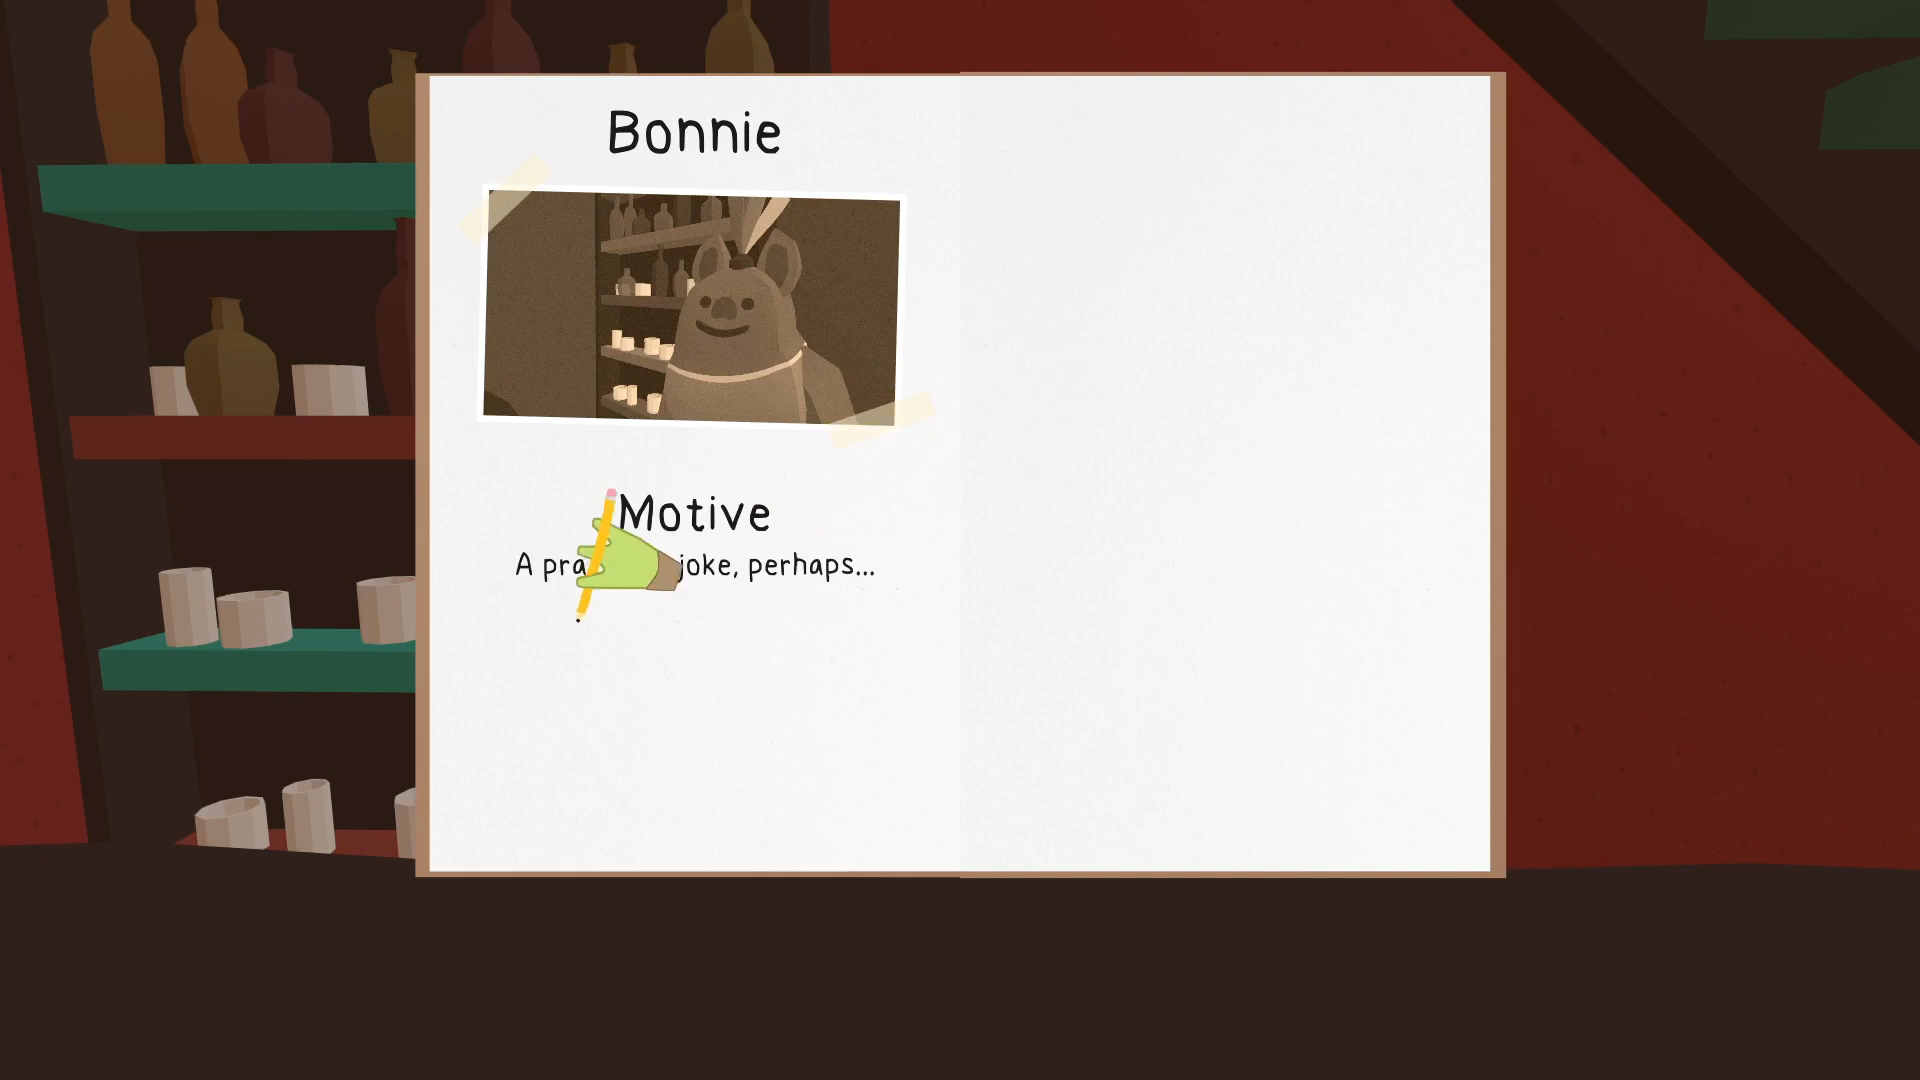 Bonnie
Motive
A pra joke, perhaps...